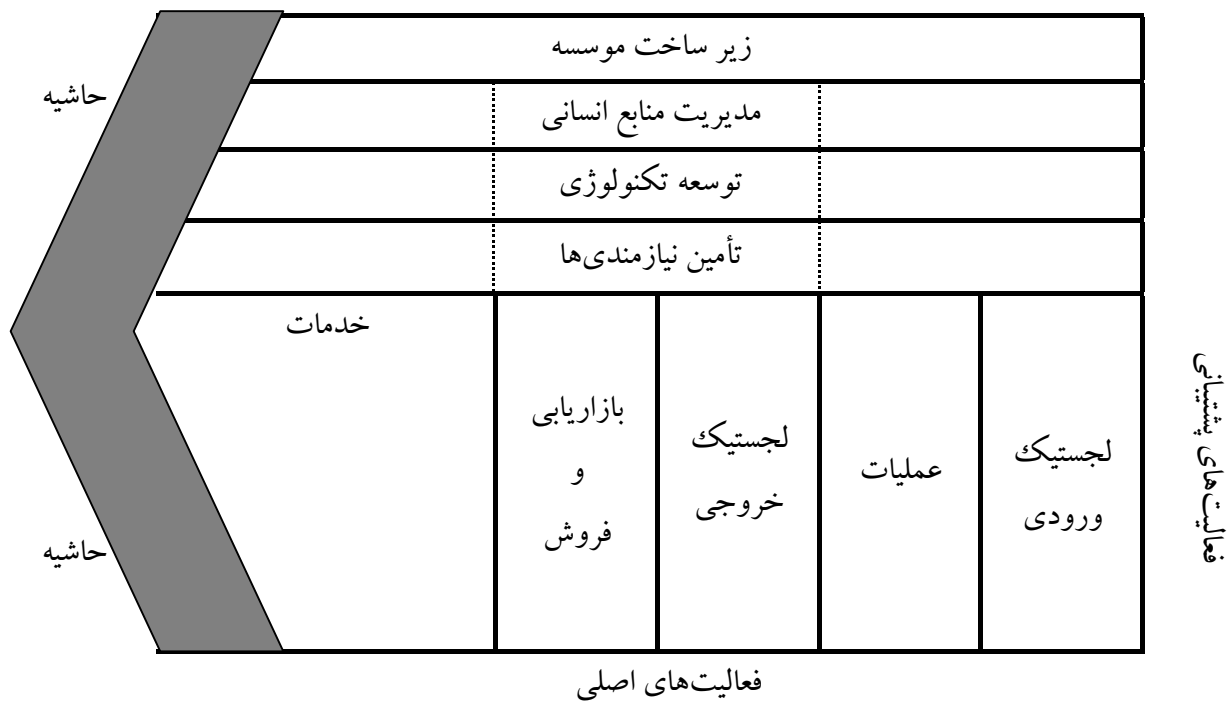 زیر ساخت موسسه
حاشیه
مدیریت منابع انسانی
توسعه تکنولوژی
تأمین نیازمندی‌ها
لجستیک
ورودی
عملیات
لجستیک
خروجی
بازاریابی
و
فروش
خدمات
حاشیه
فعالیت‌های پشتیبانی
فعالیت‌های اصلی